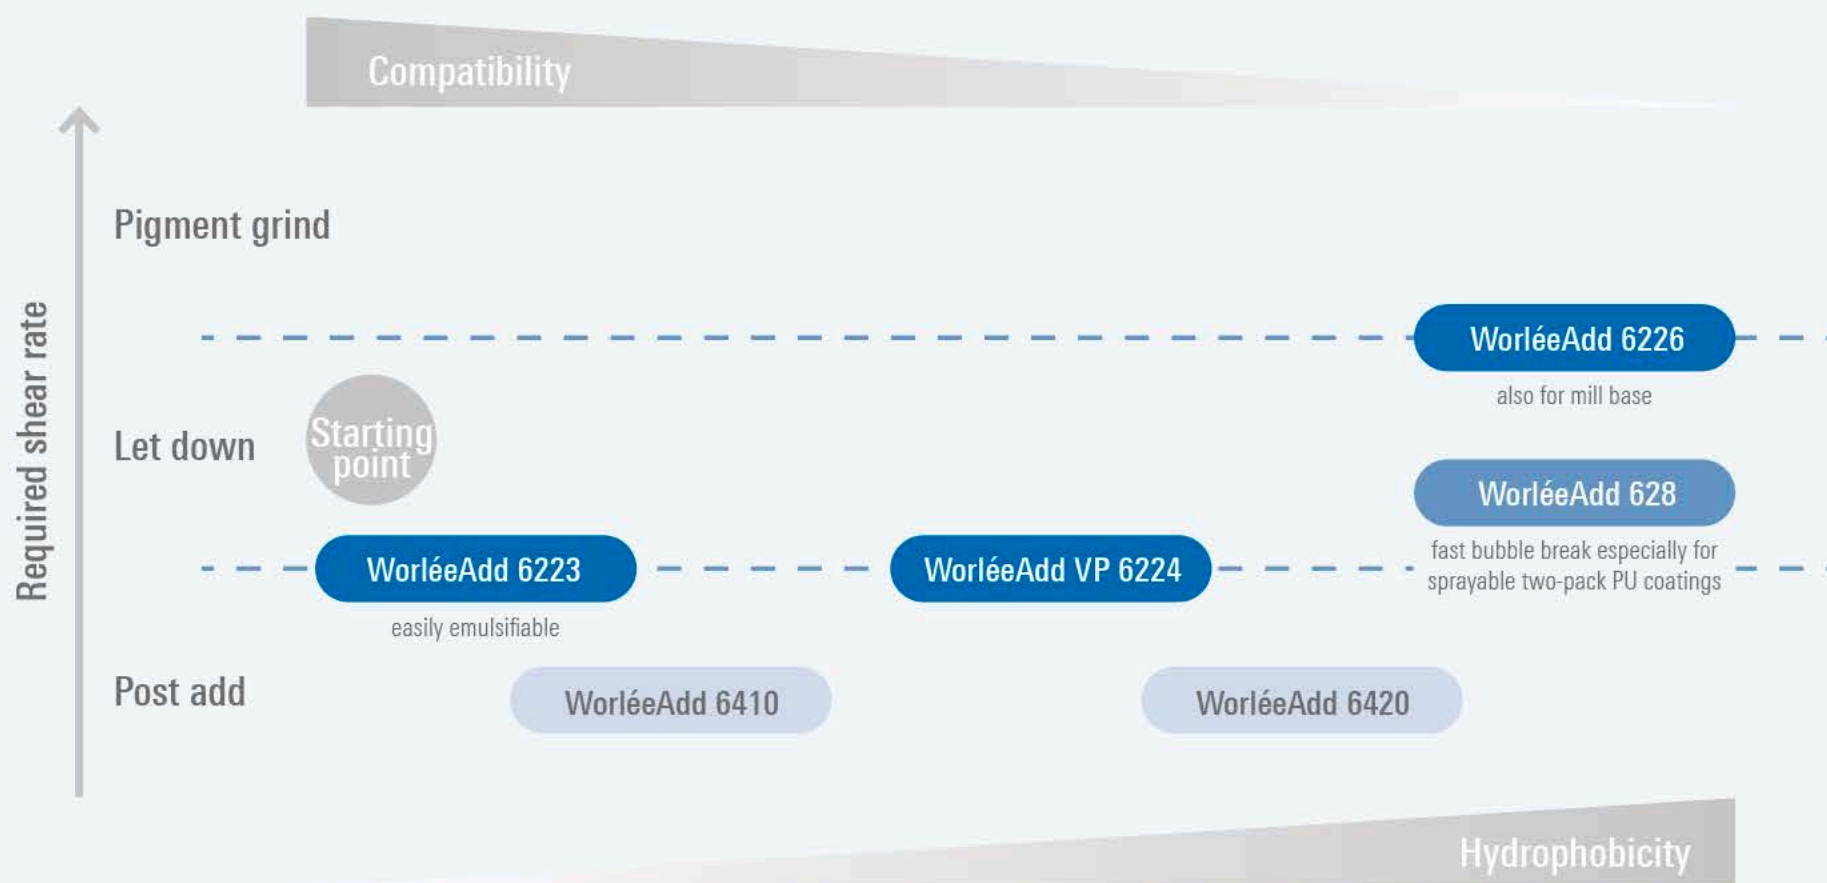 Compatibility
Required shear rate
Pigment grind
WorléeAdd 6226
also for mill base
Let down
Starting
point
WorléeAdd 628
fast bubble break especially for
sprayable two-pack PU coatings
WorléeAdd 6223
easily emulsifiable
WorléeAdd VP 6224
Post add
WorléeAdd 6410
WorléeAdd 6420
Hydrophobicity